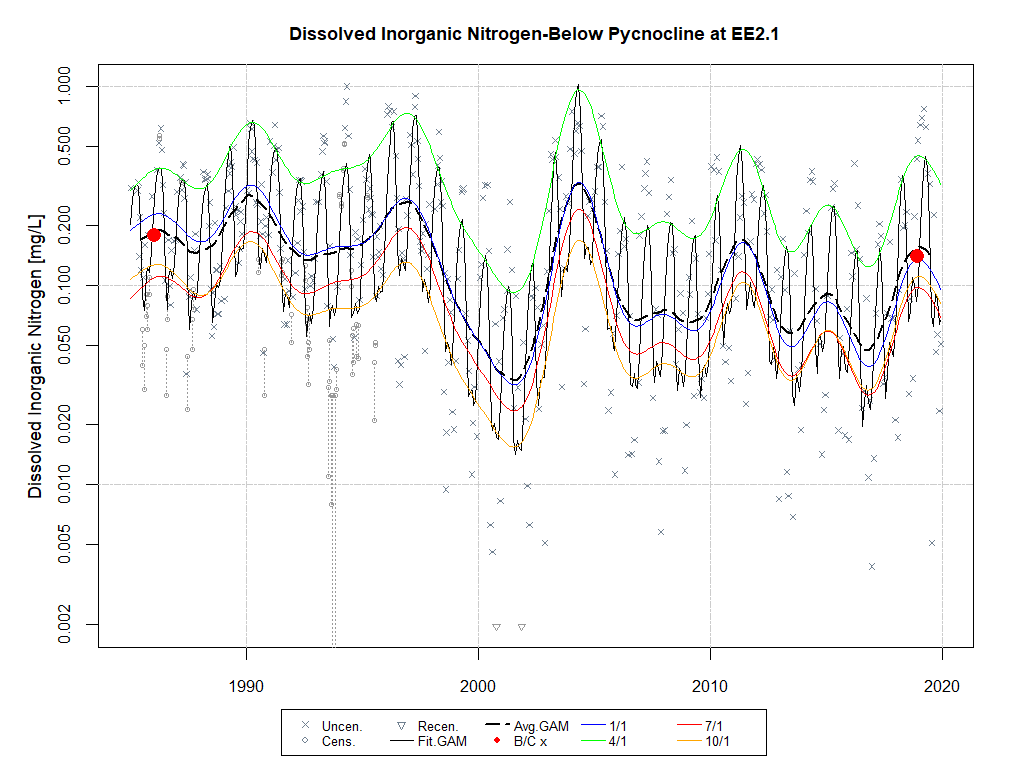 Dissolved Inorganic Nitrogen-Below Pycnocline at EE2.1
Dissolved Inorganic Nitrogen [mg/L]
1.000
0.500
0.200
0.100
0.050
0.020
0.010
0.005
0.002
1990 2000 2010 2020
Uncen. Recen. Avg.GAM 1/1 7/1
Cens. Fit.GAM B/C x 4/1 10/1